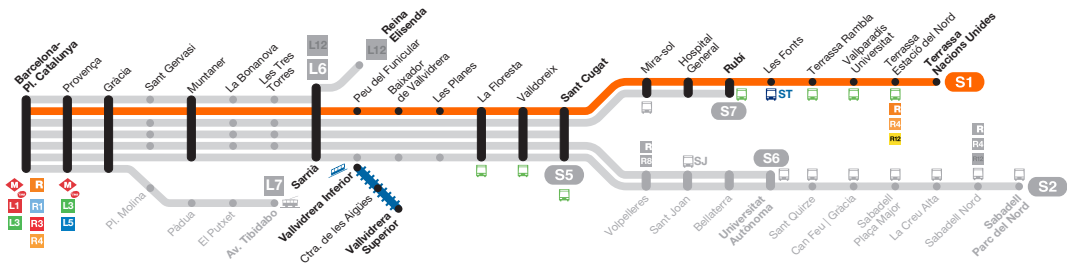 Barcelona-
Pl. Catalunya
Provença
Gràcia
Sant Gervasi
Muntaner
La Bonanova
Les Tres
Torres
L12
L6
Reina
Elisenda
L12
Sarrià
Peu del Funicular
Baixador
de Vallvidrera
Les Planes
La Floresta
Valldoreix
Sant Cugat
Mira-sol
Hospital
General
Rubí
Les Fonts
Terrassa Rambla
Vallparadís
Universitat
Terrassa
Estació del Nord
Terrassa
Nacions Unides
S1
ST
S7
R
R4
R12
M
R
L1
R1
L3
R3
R4
M
L3
L5
Pl. Molina
Pàdua
El Putxet
Av. Tibidabo
L7
Vallvidrera Inferior
Ctra. de les Aigües
Vallvidrera
Superior
S5
R
R8
SJ
S6
R
R4
R12
S2
Volpelleres
Sant Joan
Bellaterra
Universitat
Autònoma
Sant Quirze
Can Feu | Gràcia
Sabadell
Plaça Major
La Creu Alta
Sabadell Nord
Sabadell
Parc del Nord